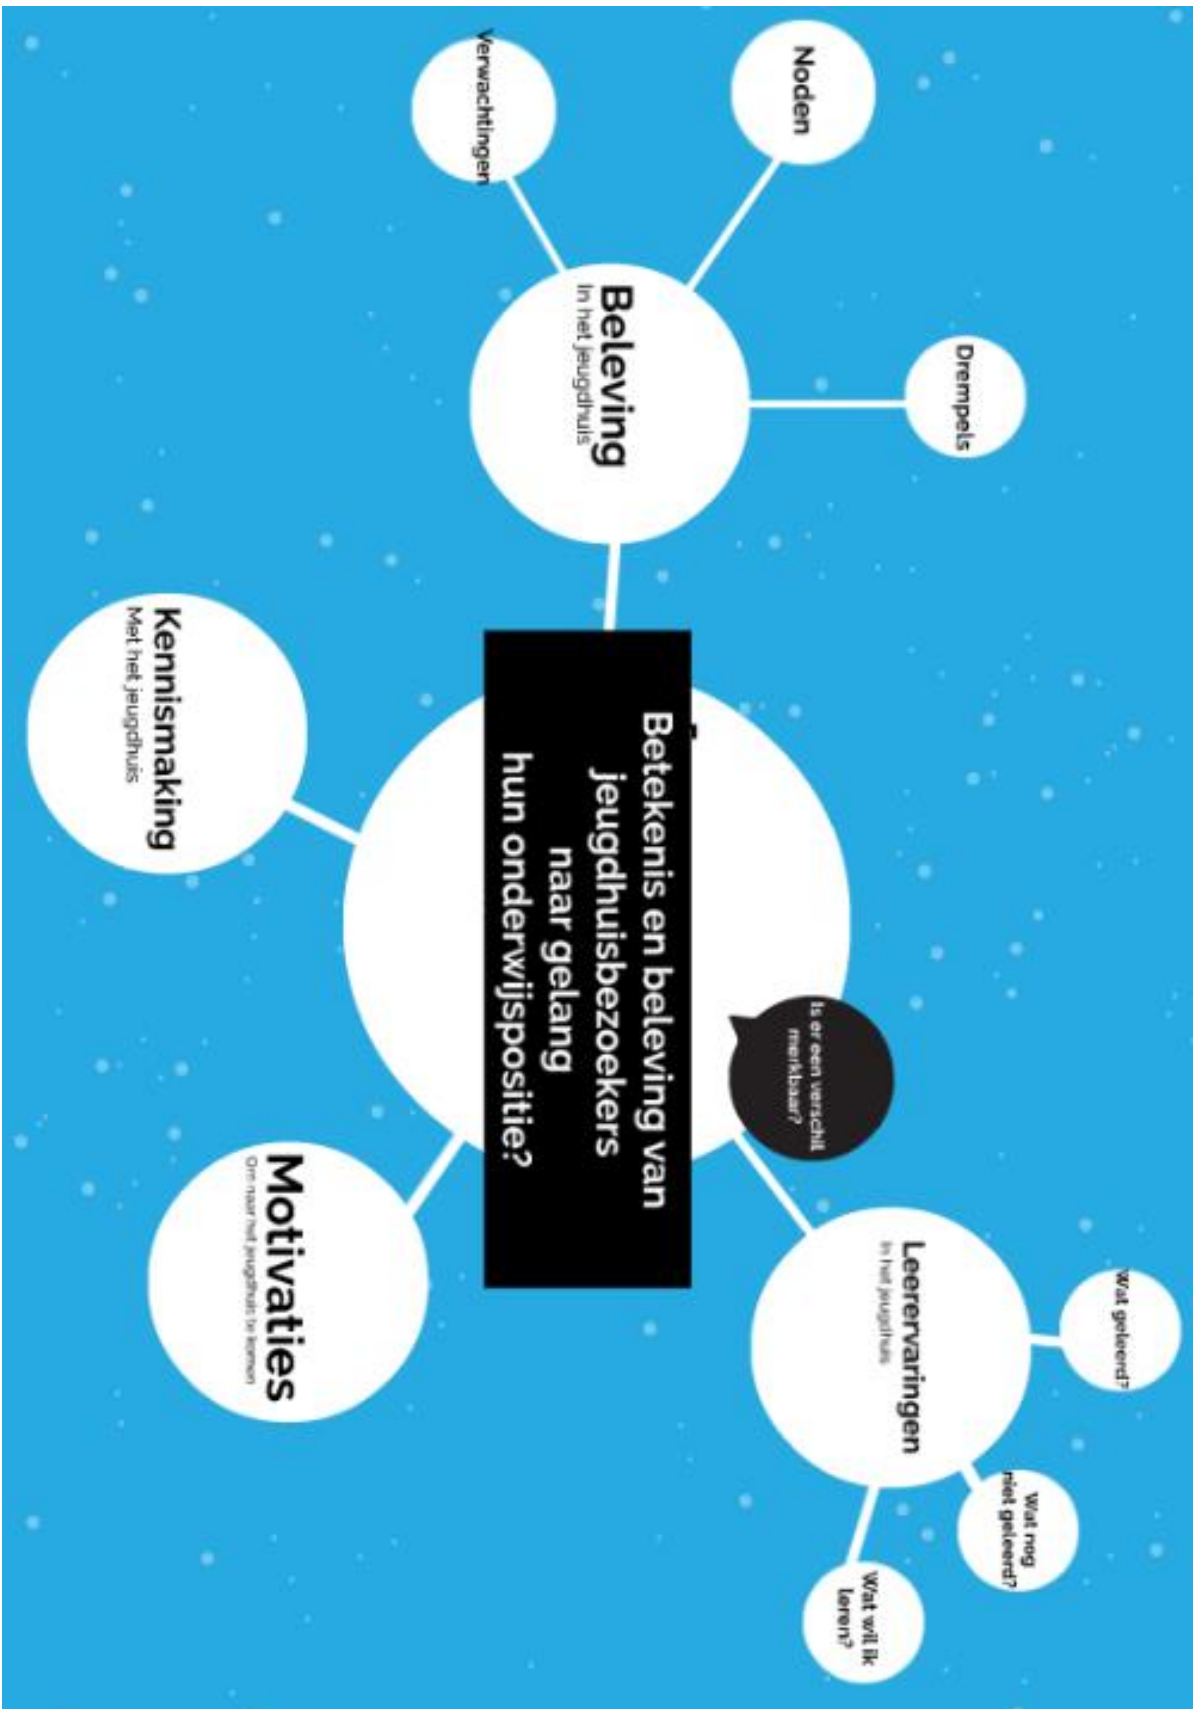 Noden
Verwachtingen
Drempels
Beleving
In het jeugdhuis
Kennismaking
Met het jeugdhuis
Betekenis en beleving van
jeugdhuisbezoekers
naar gelang
hun onderwijspositie?
Is er een verschil
merkbaar?
Motivaties
Om naar het jeugdhuis te komen
Leerervaringen
In het jeugdhuis
Wat geleerd?
Wat nog
niet geleerd?
Wat wil ik
leren?